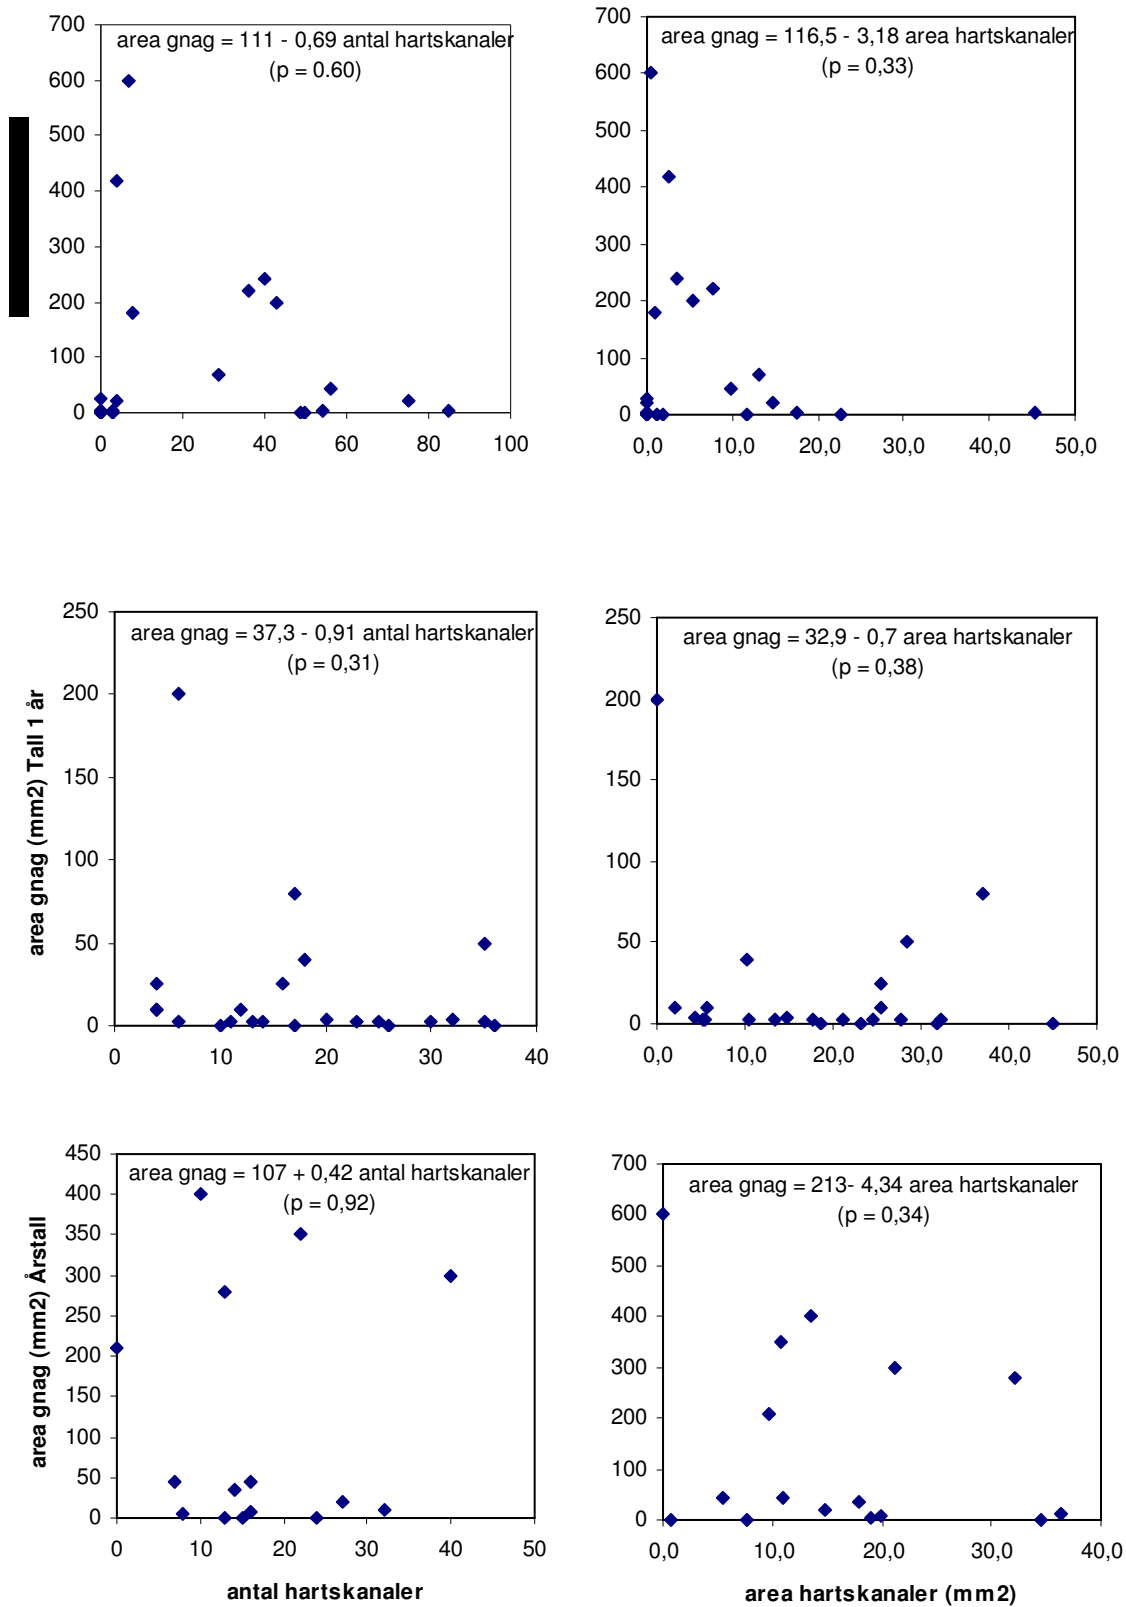 area gnag = 111 - 0,69 antal hartskanaler
(p = 0.60)
700
600
500
400
300
200
100
0
0 20 40 60 80 100
area gnag = 116,5 - 3,18 area hartskanaler
(p = 0,33)
700
600
500
400
300
200
100
0
0,0 10,0 20,0 30,0 40,0 50,0
area gnag (mm2) Tall 1 år
area gnag = 37,3 - 0,91 antal hartskanaler
(p = 0,31)
250
200
150
100
50
0
0 10 20 30 40
area gnag = 32,9 - 0,7 area hartskanaler
(p = 0,38)
250
200
150
100
50
0
0,0 10,0 20,0 30,0 40,0 50,0
area gnag (mm2) Årstall
area gnag = 107 + 0,42 antal hartskanaler
(p = 0,92)
450
400
350
300
250
200
150
100
50
0
0 10 20 30 40 50
antal hartskanaler
area gnag = 213- 4,34 area hartskanaler
(p = 0,34)
700
600
500
400
300
200
100
0
0,0 10,0 20,0 30,0 40,0
area hartskanaler (mm2)